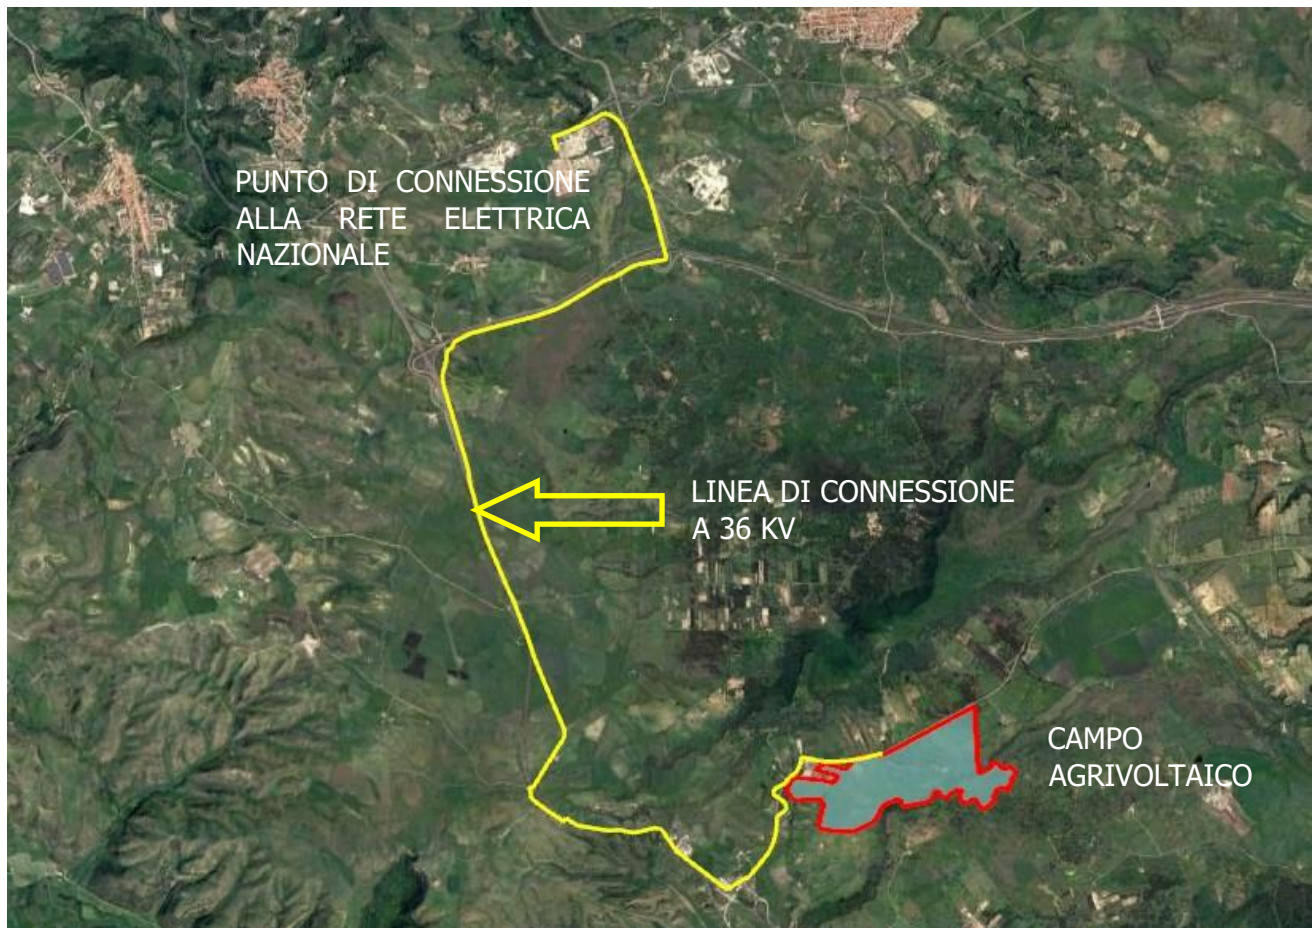 PUNTO DI CONNESSIONE
ALLA RETE ELETTRICA
NAZIONALE
LINEA DI CONNESSIONE
A 36 KV
CAMPO
AGRIVOLTAICO